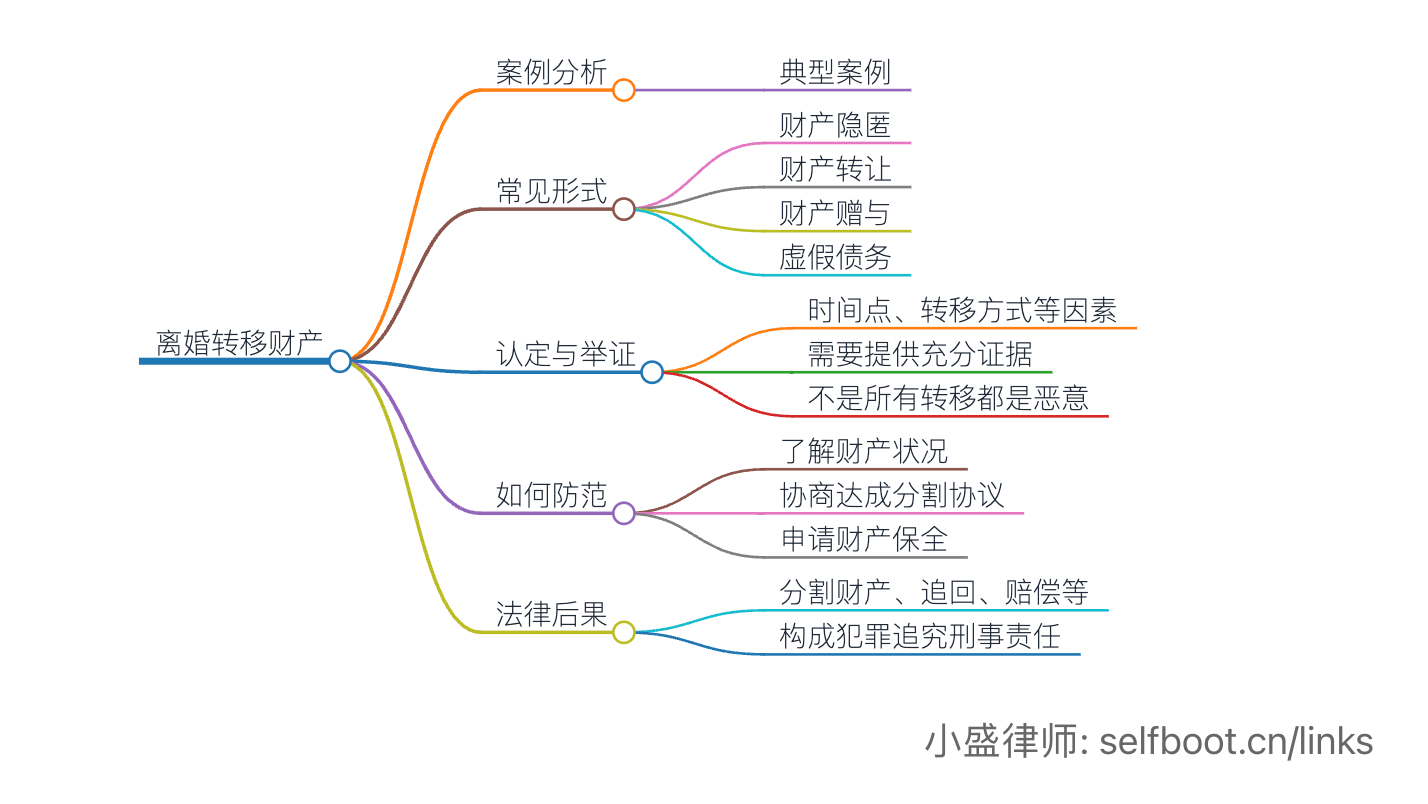 离婚转移财产
案例分析
典型案例
常见形式
财产隐匿
财产转让
财产赠与
虚假债务
认定与举证
时间点、转移方式等因素
需要提供充分证据
不是所有转移都是恶意
如何防范
了解财产状况
协商达成分割协议
申请财产保全
法律后果
分割财产、追回、赔偿等
构成犯罪追究刑事责任
小盛律师: selfboot.cn/links